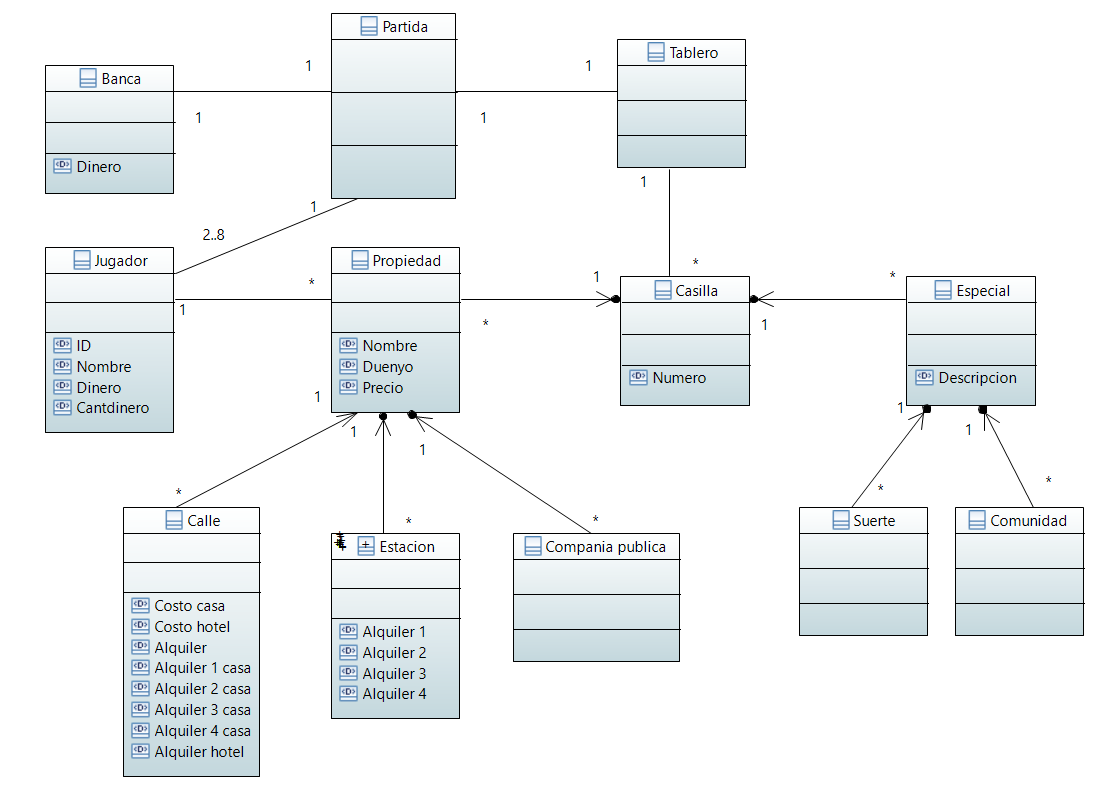 Partida
Banca
Dinero
Tablero
1
1
1
1
1
2..8
1
*
Jugador
ID
Nombre
Dinero
Cantdinero
1
*
Propiedad
Nombre
Duenyo
Precio
1
*
Casilla
Numero
*
1
Especial
Descripcion
1
1
1
*
*
*
1
1
*
*
Calle
Costo casa
Costo hotel
Alquiler
Alquiler 1 casa
Alquiler 2 casa
Alquiler 3 casa
Alquiler 4 casa
Alquiler hotel
Estacion
Alquiler 1
Alquiler 2
Alquiler 3
Alquiler 4
Compania publica
Suerte
Comunidad